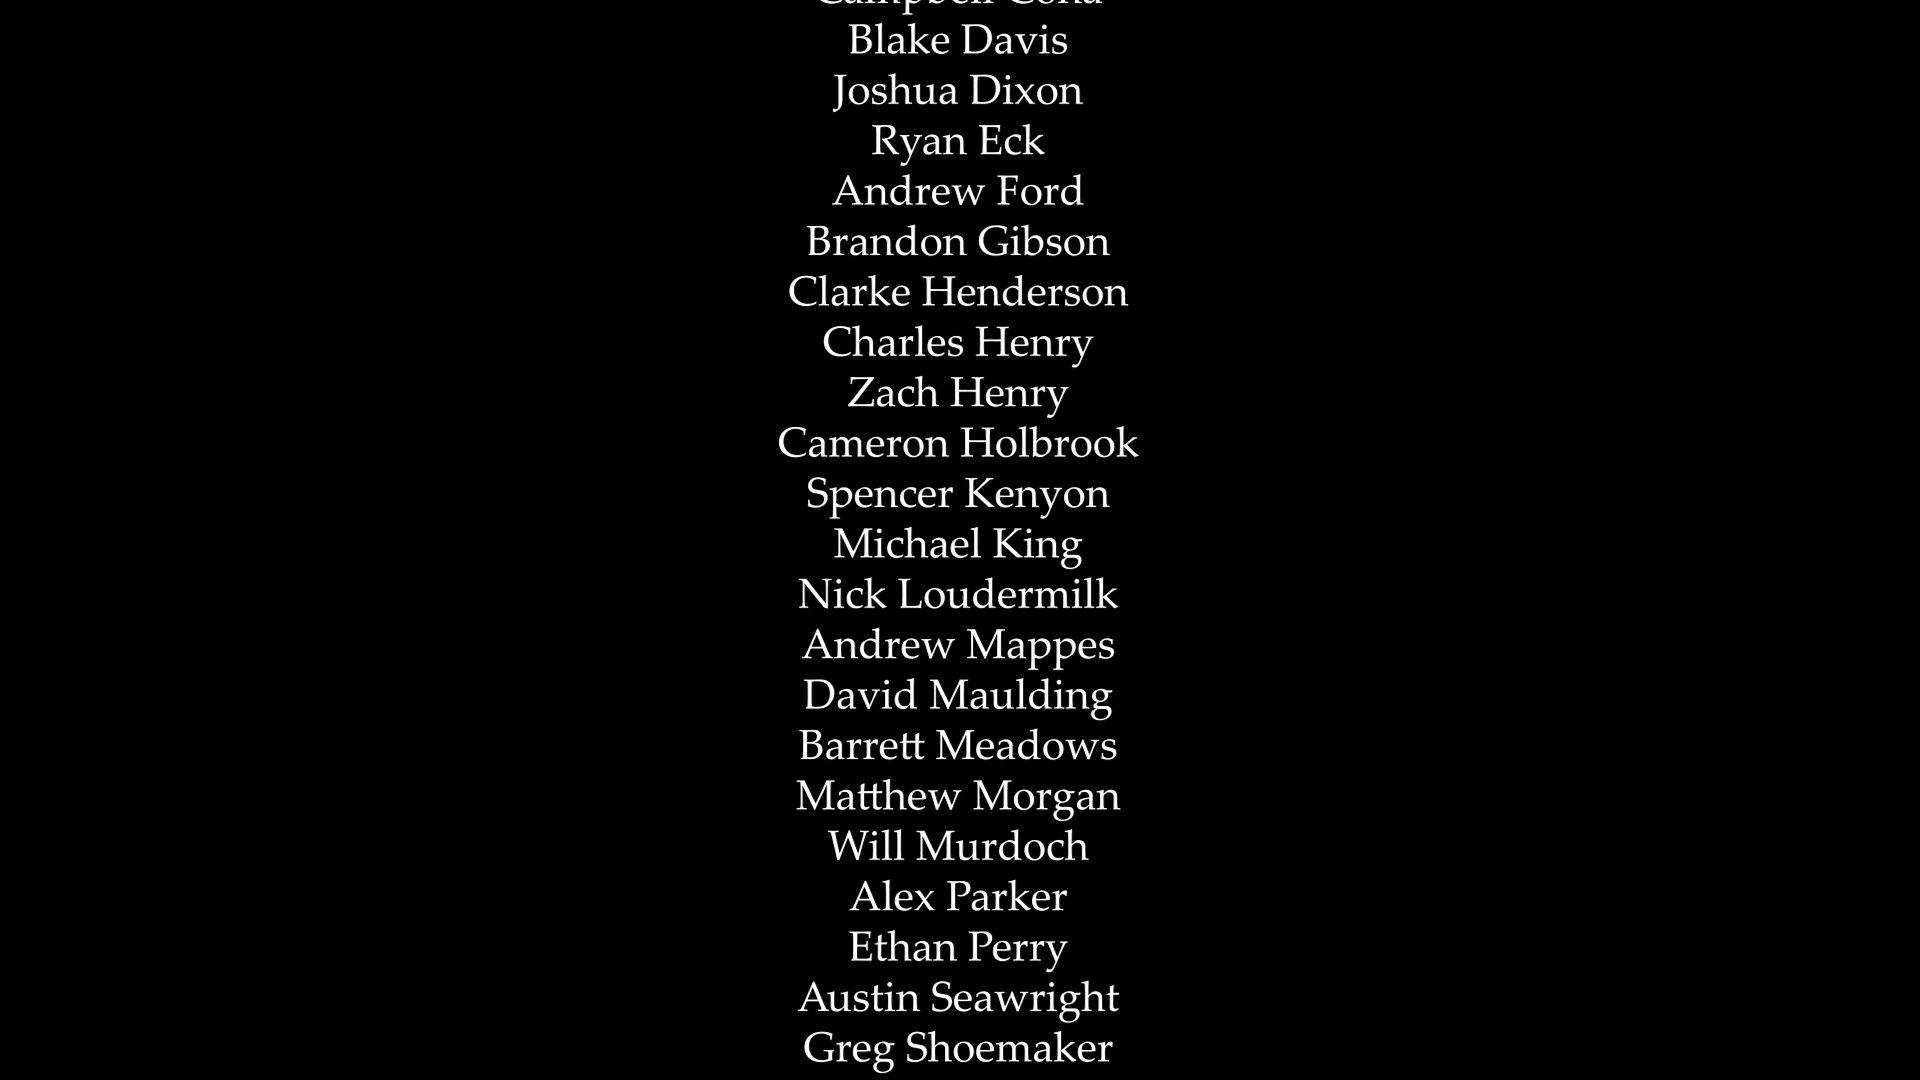 Blake Davis
Joshua Dixon
Ryan Eck
Andrew Ford
Brandon Gibson
Clarke Henderson
Charles Henry
Zach Henry
Cameron Holbrook
Spencer Kenyon
Michael King
Nick Loudermilk
Andrew Mappes
David Maulding
Barrett Meadows
Matthew Morgan
Will Murdoch
Alex Parker
Ethan Perry
Austin Seawright
Greg Shoemaker